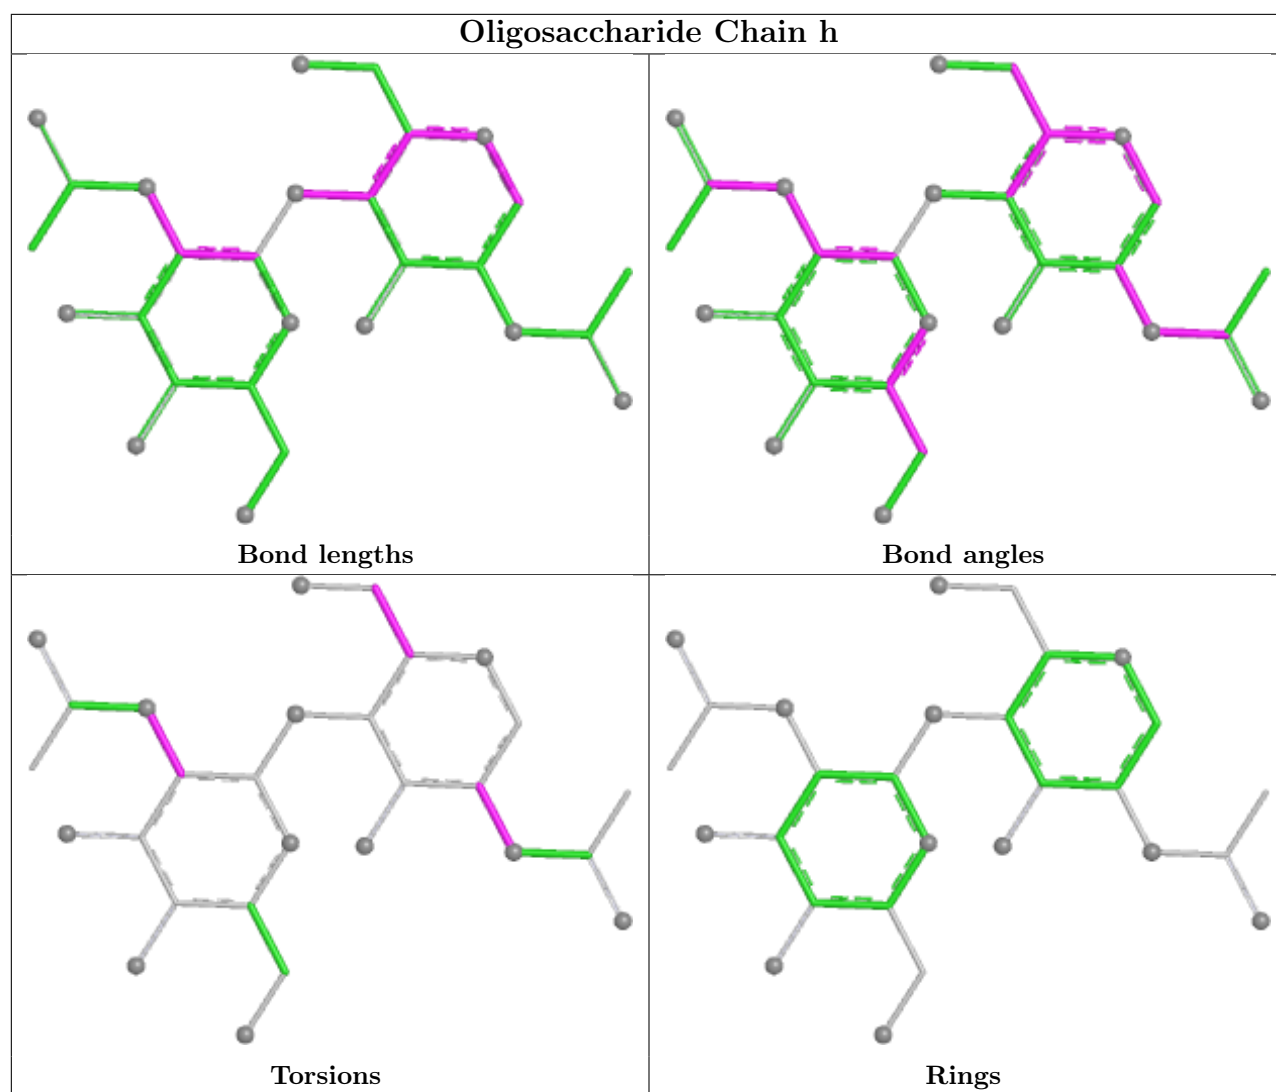 Oligosaccharide Chain h
Bond lengths
Bond angles
Torsions
Rings